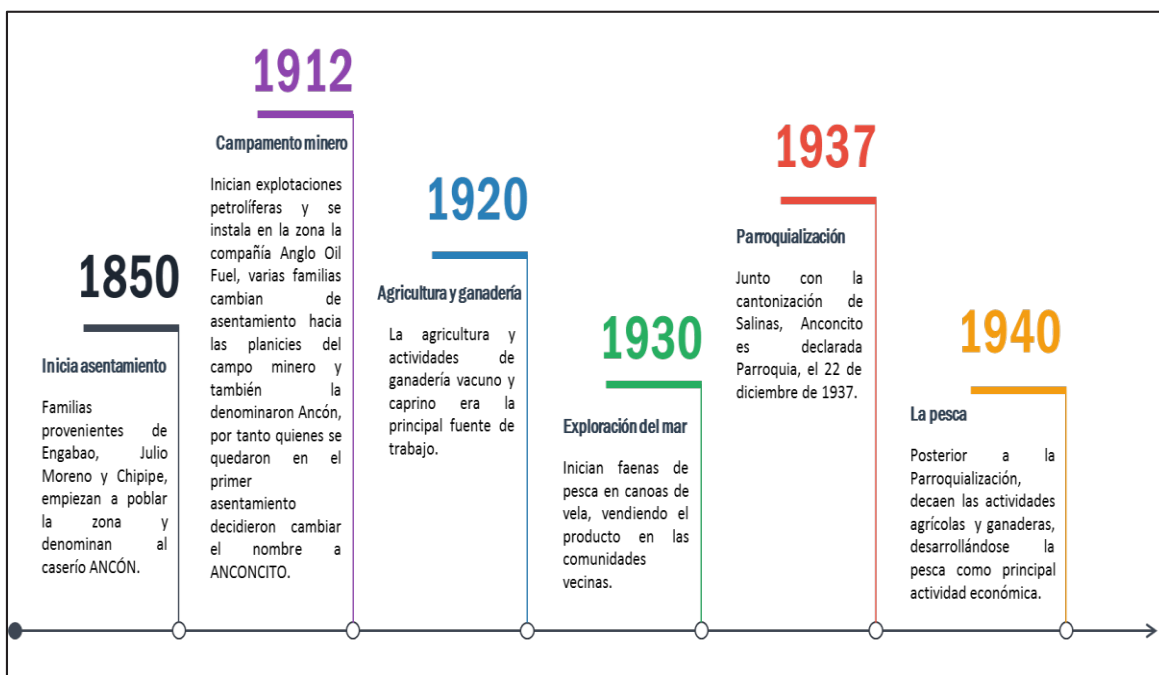 1850
Inicia asentamiento
Familias
provenientes de
Engabao, Julio
Moreno y Chipipe,
empiezan a poblar
la zona y
denominan al
caserío ANCÓN.
1912
Campamento minero
Inician explotaciones
petrolíferas y se
instala en la zona la
compañía Anglo Oil
Fuel, varias familias
cambian de
asentamiento hacia
las planicies del
campo minero y
también la
denominaron Ancón,
por tanto quienes se
quedaron en el
primer
asentamiento
decidieron cambiar
el nombre a
ANCONCITO.
1920
Agricultura y ganadería
La agricultura y
actividades de
ganadería vacuno y
caprino era la
principal fuente de
trabajo.
1930
Exploración del mar
Inician faenas de
pesca en canoas de
vela, vendiendo el
producto en las
comunidades
vecinas.
1937
Parroquialización
Junto con la
cantonización de
Salinas, Anconcito
es declarada
Parroquia, el 22 de
diciembre de 1937.
1940
La pesca
Posterior a la
Parroquialización,
decaen las actividades
agrícolas y ganaderas,
desarrollándose la
pesca como principal
actividad económica.